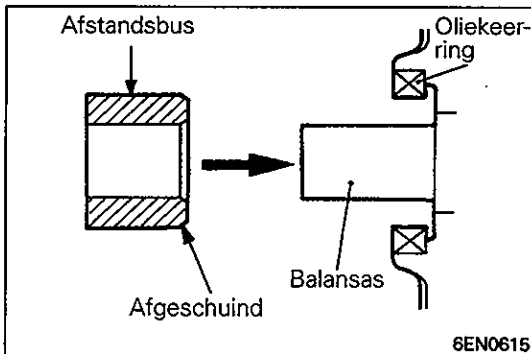 Afstandsbus
Oliekeer-
ring
Balansas
Afgeschuind
6EN0615